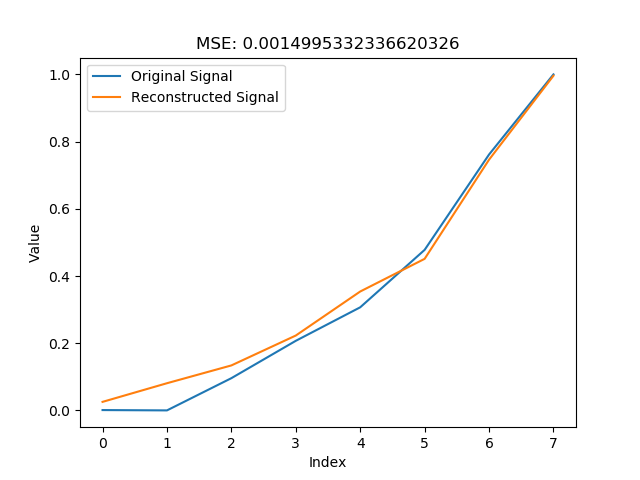 MSE: 0.0014995332336620326
Original Signal
Reconstructed Signal
1.0
0.8
0.6
0.4
0.2
0.0
Value
0 1 2 3 4 5 6 7
Index